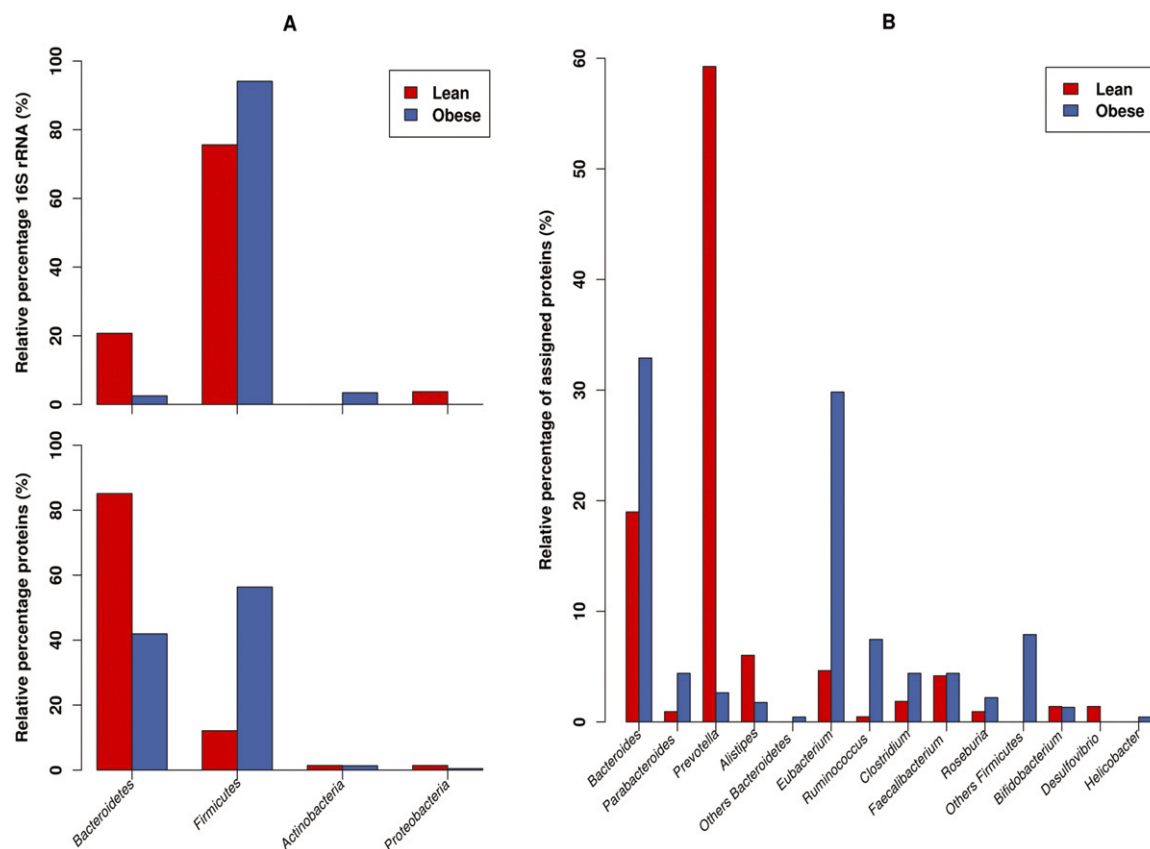 A
Relative percentage 16S rRNA (%)
100
80
60
40
20
0
Lean
Obese
Relative percentage proteins (%)
100
80
60
40
20
0
Bacteroidetes
Firmicutes
Actinobacteria
Proteobacteria
B
Relative percentage of assigned proteins (%)
60
50
40
30
20
10
0
Lean
Obese
Bacteroides
Parabacteroides
Prevotella
Alistipes
Others Bacteroidetes
Eubacterium
Ruminococcus
Clostridium
Faecalibacterium
Roseburia
Others Firmicutes
Bifidobacterium
Desulfovibrio
Helicobacter